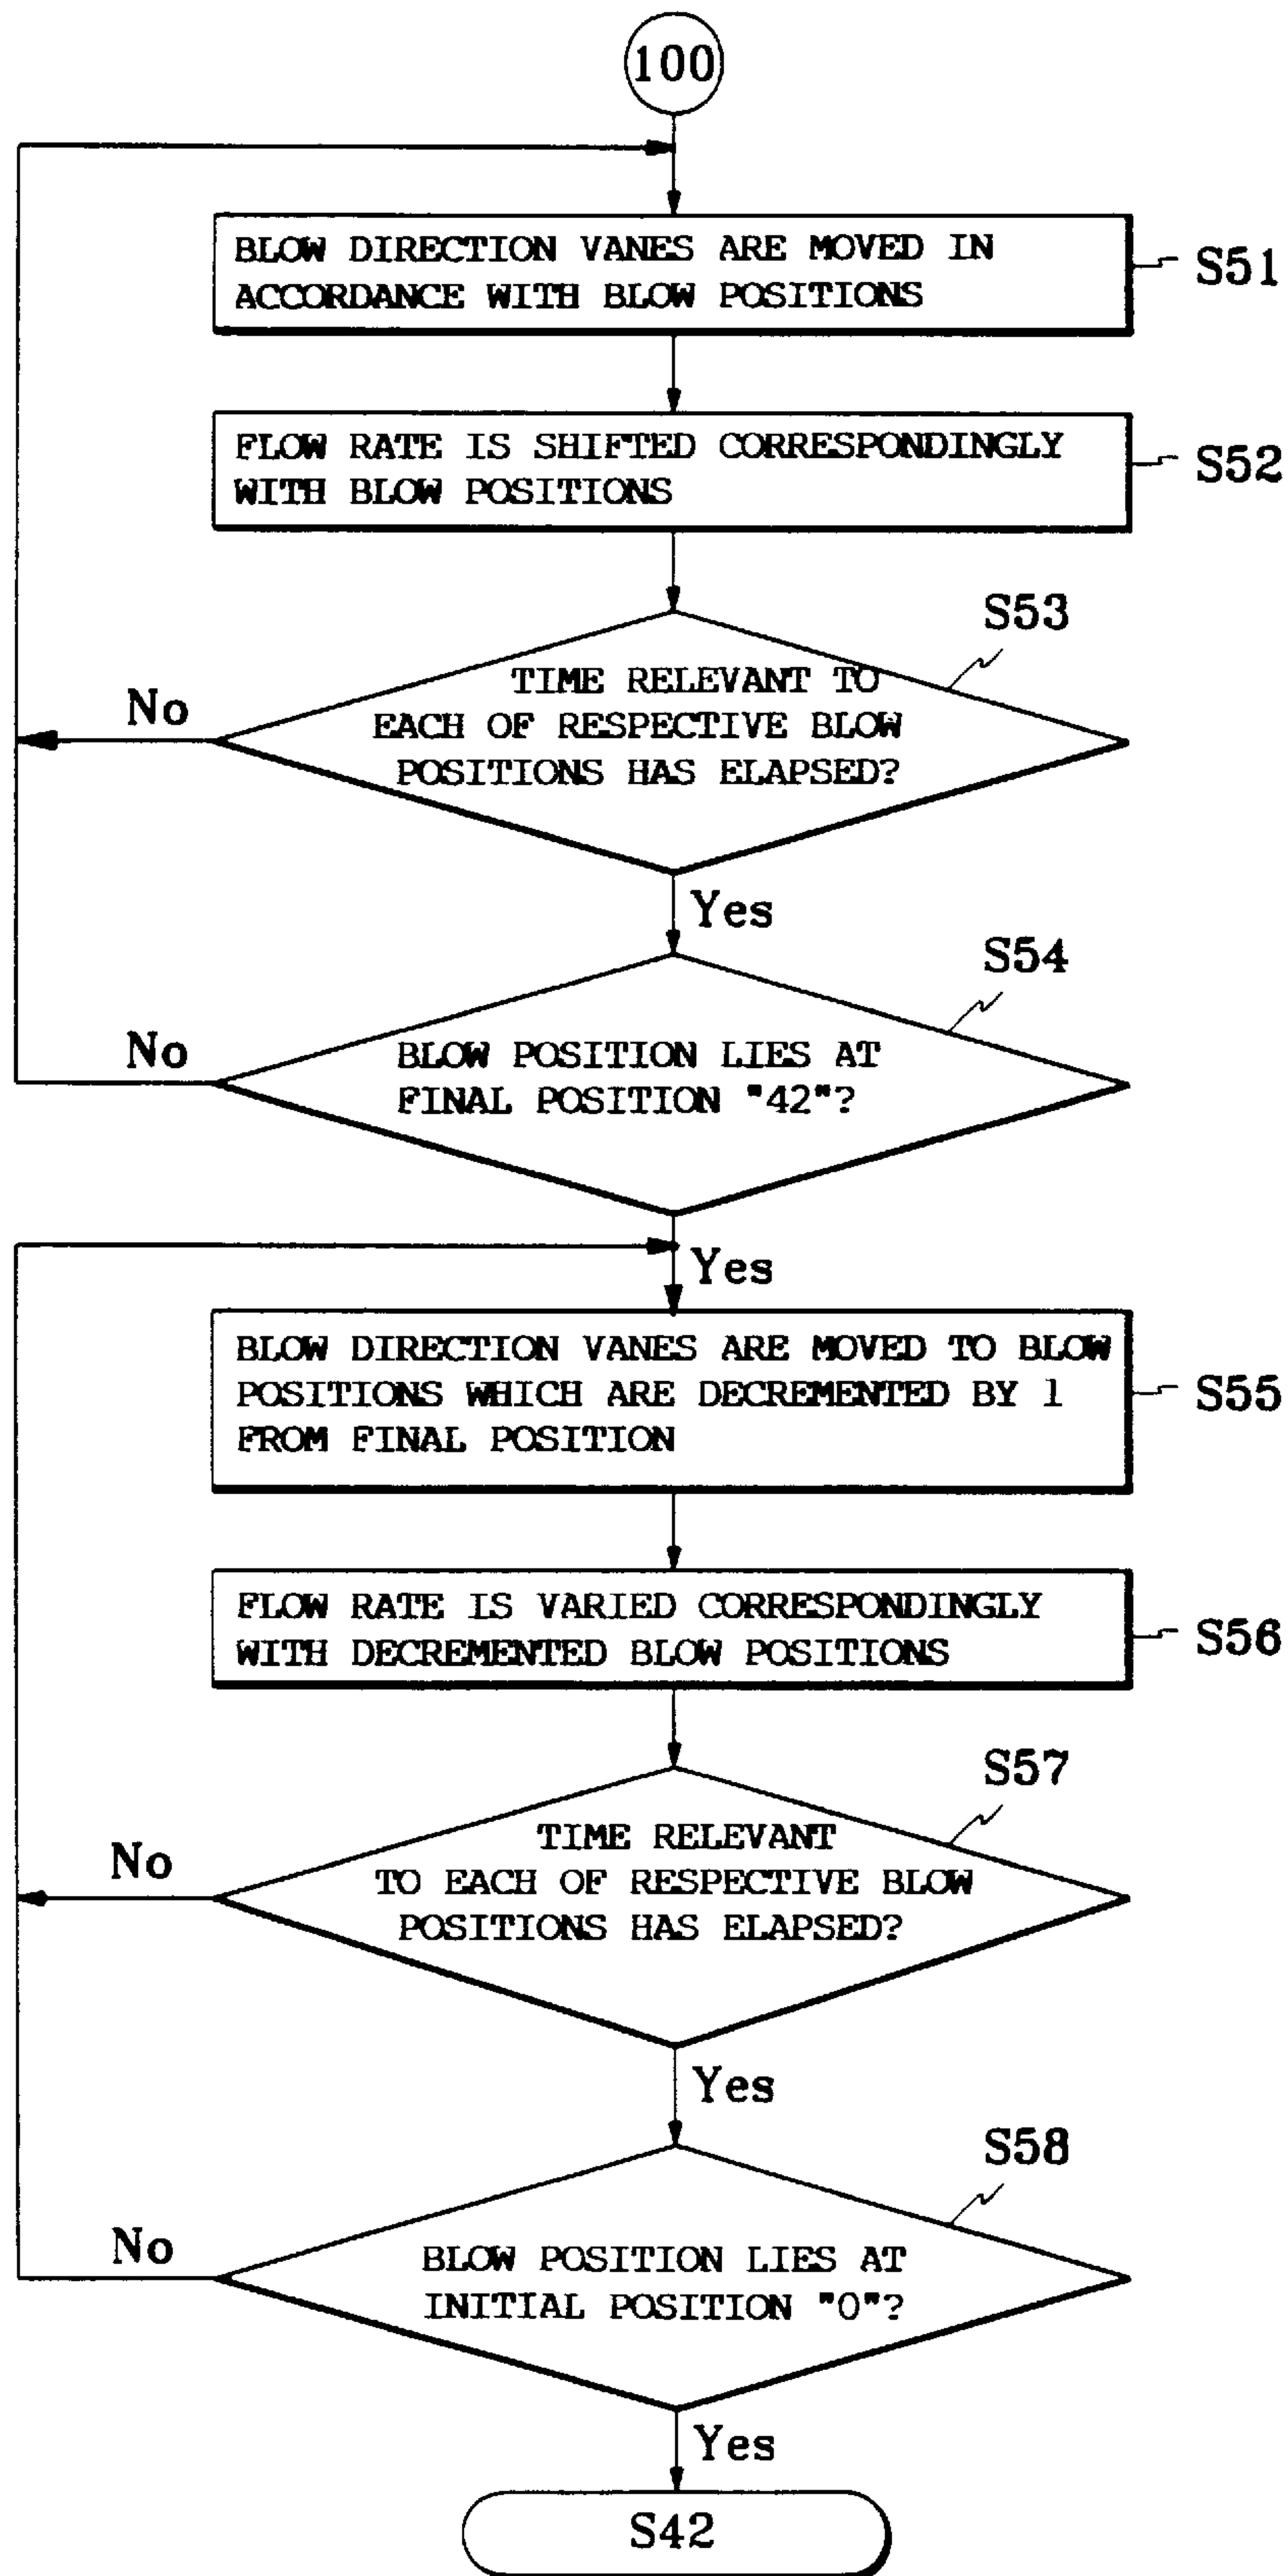 100
BLOW DIRECTION VANES ARE MOVED IN
ACCORDANCE WITH BLOW POSITIONS
S51
FLOW RATE IS SHIFTED CORRESPONDINGLY
WITH BLOW POSITIONS
S52
S53
TIME RELEVANT TO
EACH OF RESPECTIVE BLOW
POSITIONS HAS ELAPSED?
No
Yes
S54
BLOW POSITION LIES AT
FINAL POSITION "42"?
No
Yes
BLOW DIRECTION VANES ARE MOVED TO BLOW
POSITIONS WHICH ARE DECREMENTED BY 1
FROM FINAL POSITION
S55
FLOW RATE IS VARIED CORRESPONDINGLY
WITH DECREMENTED BLOW POSITIONS
S56
S57
TIME RELEVANT
TO EACH OF RESPECTIVE BLOW
POSITIONS HAS ELAPSED?
No
Yes
S58
BLOW POSITION LIES AT
INITIAL POSITION "0"?
No
Yes
S42